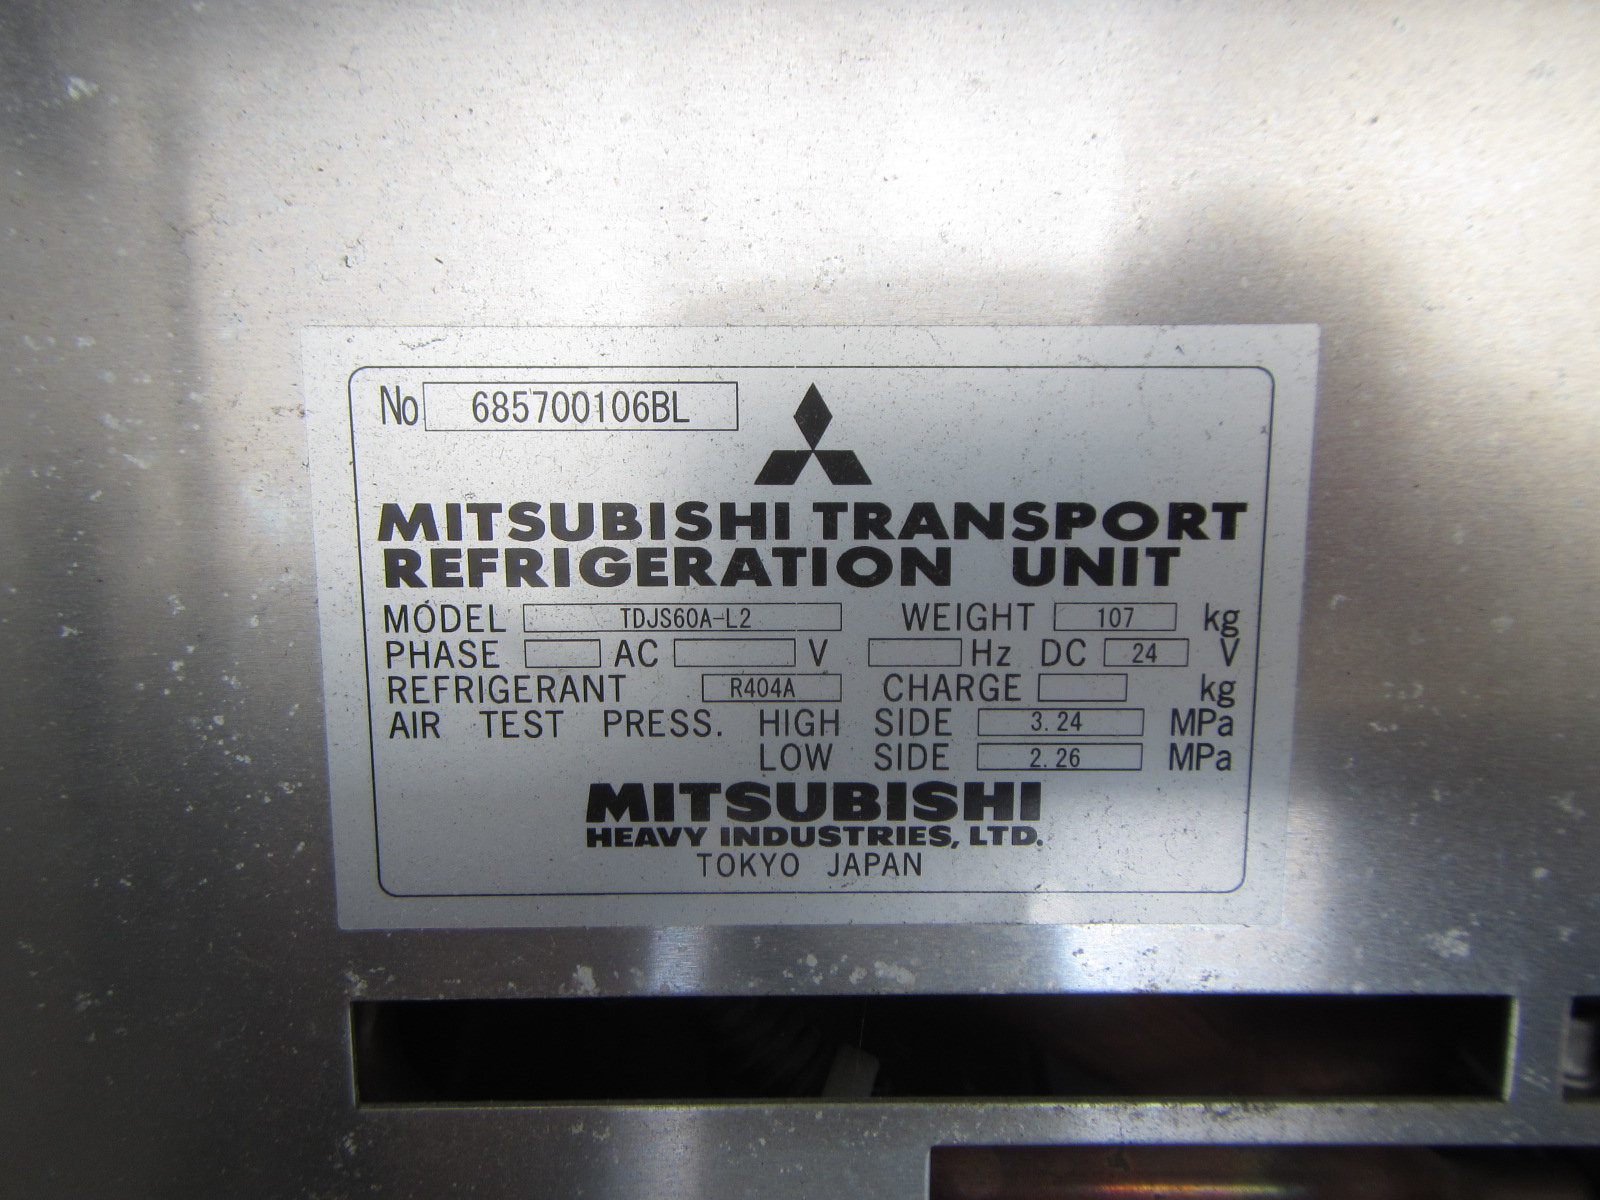 No 685700106BL
MITSUBISHI TRANSPORT
REFRIGERATION UNIT
MODEL TDJS60A-L2 WEIGHT 107 kg
PHASE AC V Hz DC 24 V
REFRIGERANT R404A CHARGE kg
AIR TEST PRESS. HIGH SIDE 3.24 MPa
LOW SIDE 2.26 MPa
MITSUBISHI
HEAVY INDUSTRIES, LTD.
TOKYO JAPAN